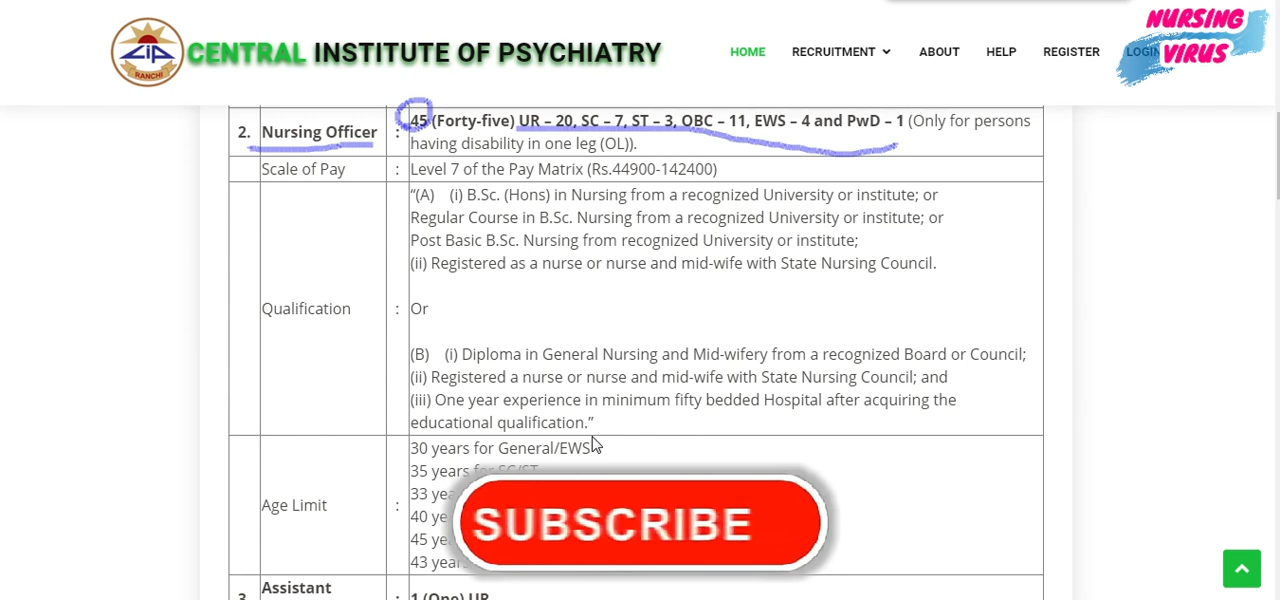 NURSING
VIRUS
RANCHI
CENTRAL INSTITUTE OF PSYCHIATRY
HOME RECRUITMENT ABOUT HELP REGISTER LOGIN
2. Nursing Officer : 45 (Forty-five) UR – 20, SC – 7, ST – 3, OBC – 11, EWS – 4 and PwD – 1 (Only for persons
having disability in one leg (OL)).
Scale of Pay : Level 7 of the Pay Matrix (Rs.44900-142400)
“(A) (i) B.Sc. (Hons) in Nursing from a recognized University or institute; or
Regular Course in B.Sc. Nursing from a recognized University or institute; or
Post Basic B.Sc. Nursing from recognized University or institute;
(ii) Registered as a nurse or nurse and mid-wife with State Nursing Council.
Qualification : Or
(B) (i) Diploma in General Nursing and Mid-wifery from a recognized Board or Council;
(ii) Registered a nurse or nurse and mid-wife with State Nursing Council; and
(iii) One year experience in minimum fifty bedded Hospital after acquiring the
educational qualification.”
30 years for General/EWS
35 years for SC/ST
33
40
Age Limit :
45
43 years
SUBSCRIBE
3. Assistant : 1 (One) UR